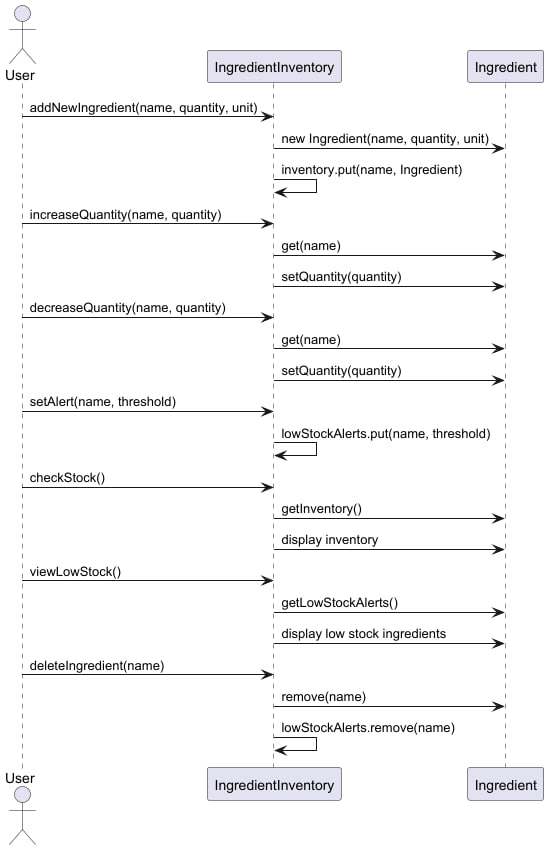 User
IngredientInventory
Ingredient
addNewIngredient(name, quantity, unit)
new Ingredient(name, quantity, unit)
inventory.put(name, Ingredient)
increaseQuantity(name, quantity)
get(name)
setQuantity(quantity)
decreaseQuantity(name, quantity)
get(name)
setQuantity(quantity)
setAlert(name, threshold)
lowStockAlerts.put(name, threshold)
checkStock()
getInventory()
display inventory
viewLowStock()
getLowStockAlerts()
display low stock ingredients
deleteIngredient(name)
remove(name)
lowStockAlerts.remove(name)
User
IngredientInventory
Ingredient